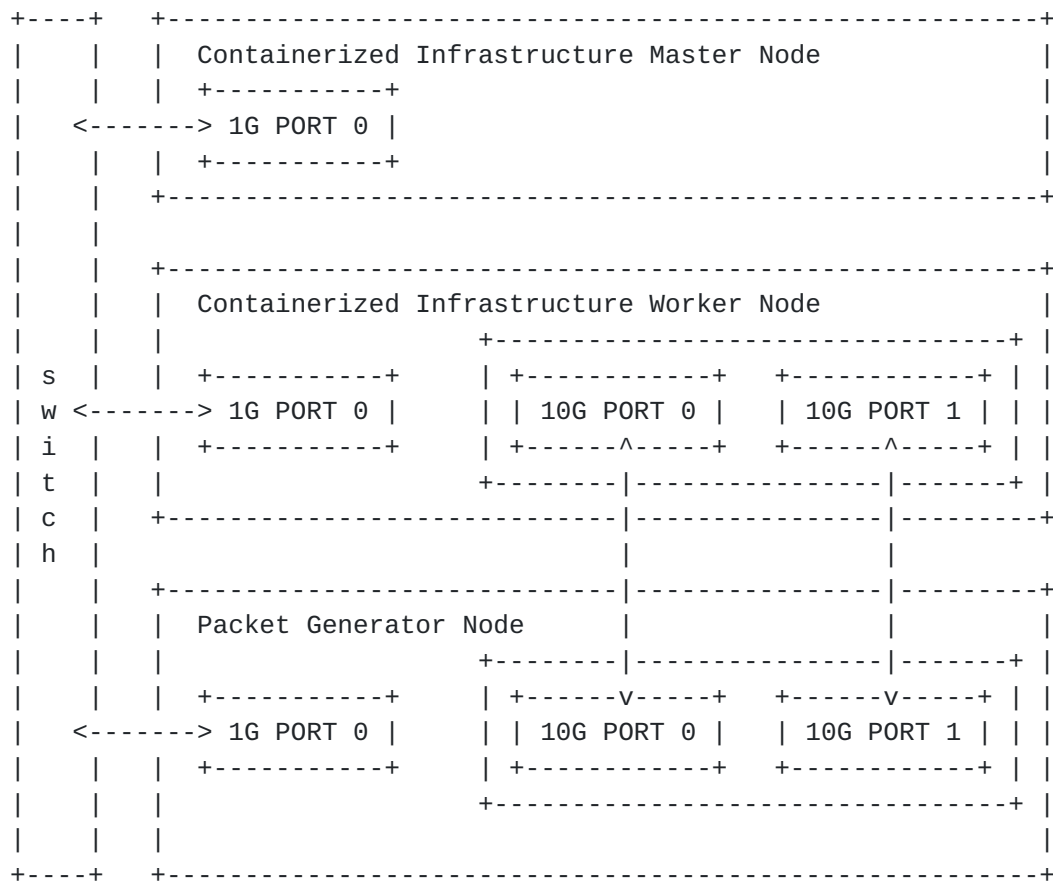 Containerized Infrastructure Master Node
1G PORT 0
Containerized Infrastructure Worker Node
switch
1G PORT 0
10G PORT 0
10G PORT 1
Packet Generator Node
1G PORT 0
10G PORT 0
10G PORT 1